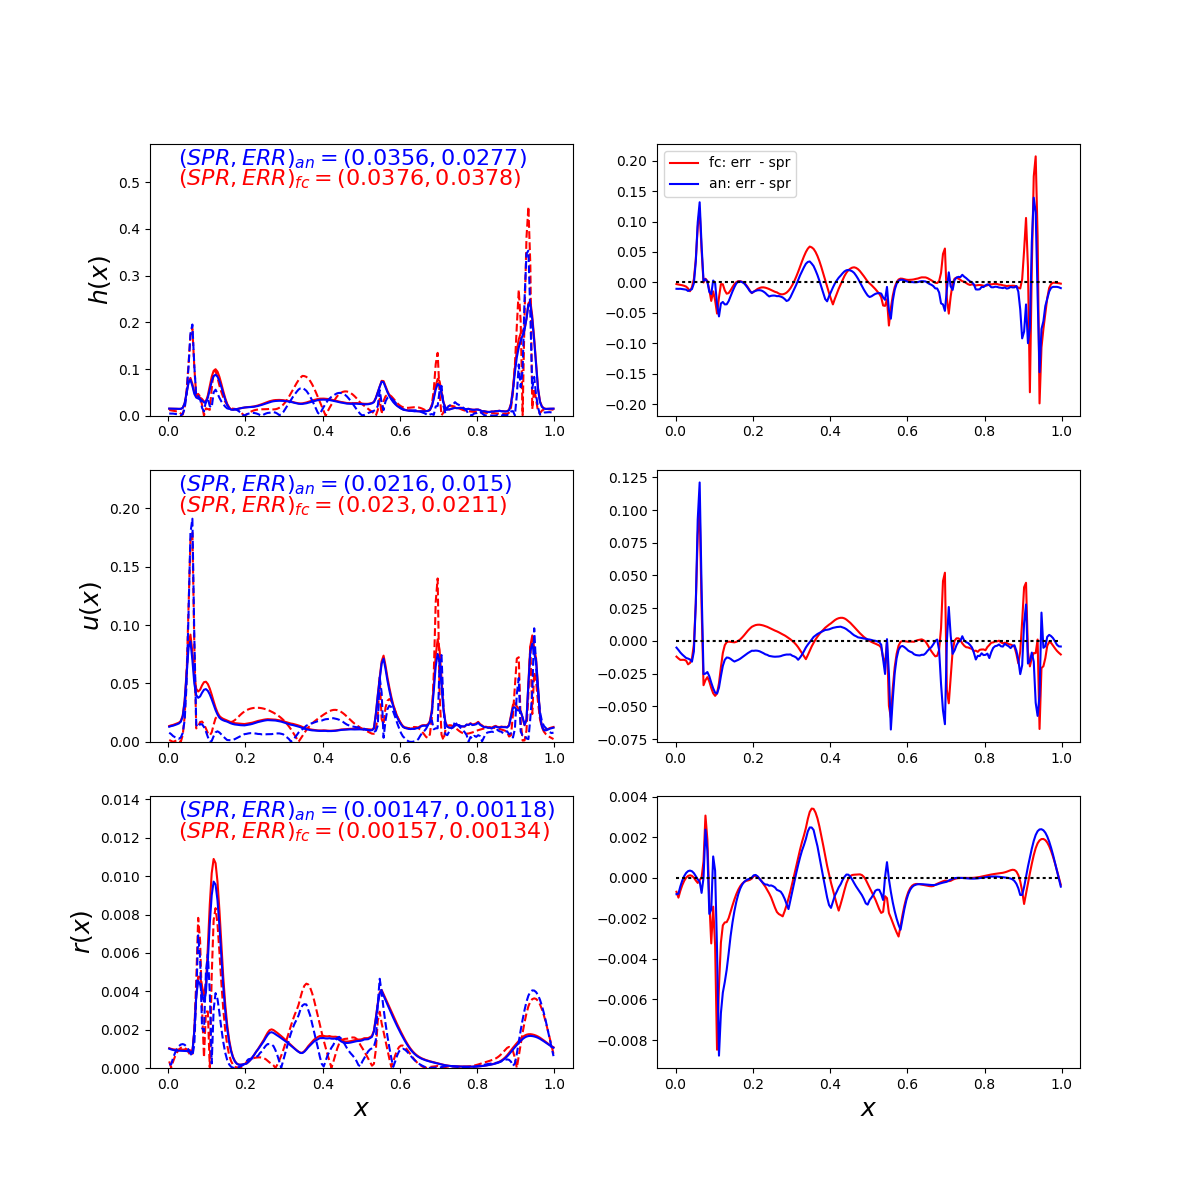 (SPR, ERR)an = (0.0356, 0.0277)
(SPR, ERR)fc = (0.0376, 0.0378)
h(x)
0.5
0.4
0.3
0.2
0.1
0.0
0.0 0.2 0.4 0.6 0.8 1.0
fc: err - spr
an: err - spr
0.20
0.15
0.10
0.05
0.00
−0.05
−0.10
−0.15
−0.20
0.0 0.2 0.4 0.6 0.8 1.0
(SPR, ERR)an = (0.0216, 0.015)
(SPR, ERR)fc = (0.023, 0.0211)
u(x)
0.20
0.15
0.10
0.05
0.00
0.0 0.2 0.4 0.6 0.8 1.0
0.125
0.100
0.075
0.050
0.025
0.000
−0.025
−0.050
−0.075
0.0 0.2 0.4 0.6 0.8 1.0
(SPR, ERR)an = (0.00147, 0.00118)
(SPR, ERR)fc = (0.00157, 0.00134)
r(x)
0.014
0.012
0.010
0.008
0.006
0.004
0.002
0.000
0.0 0.2 0.4 0.6 0.8 1.0
x
0.004
0.002
0.000
−0.002
−0.004
−0.006
−0.008
0.0 0.2 0.4 0.6 0.8 1.0
x